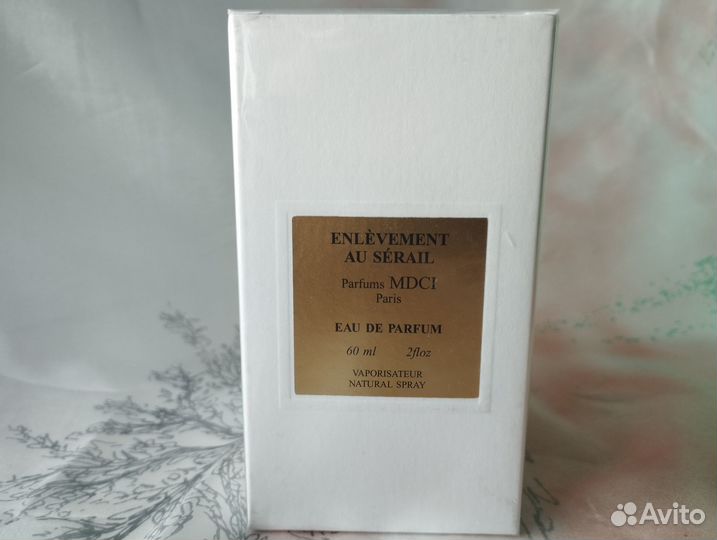 ENLÈVEMENT
AU SÉRAIL
Parfums MDCI
Paris
EAU DE PARFUM
60 ml 2floz
VAPORISATEUR
NATURAL SPRAY
Avito